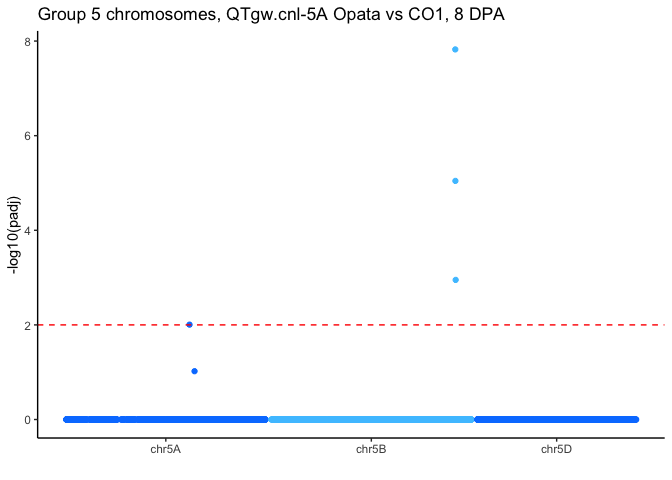 Group 5 chromosomes, QTgw.cnl-5A Opata vs CO1, 8 DPA
-log10(padj)
8
6
4
2
0
chr5A
chr5B
chr5D